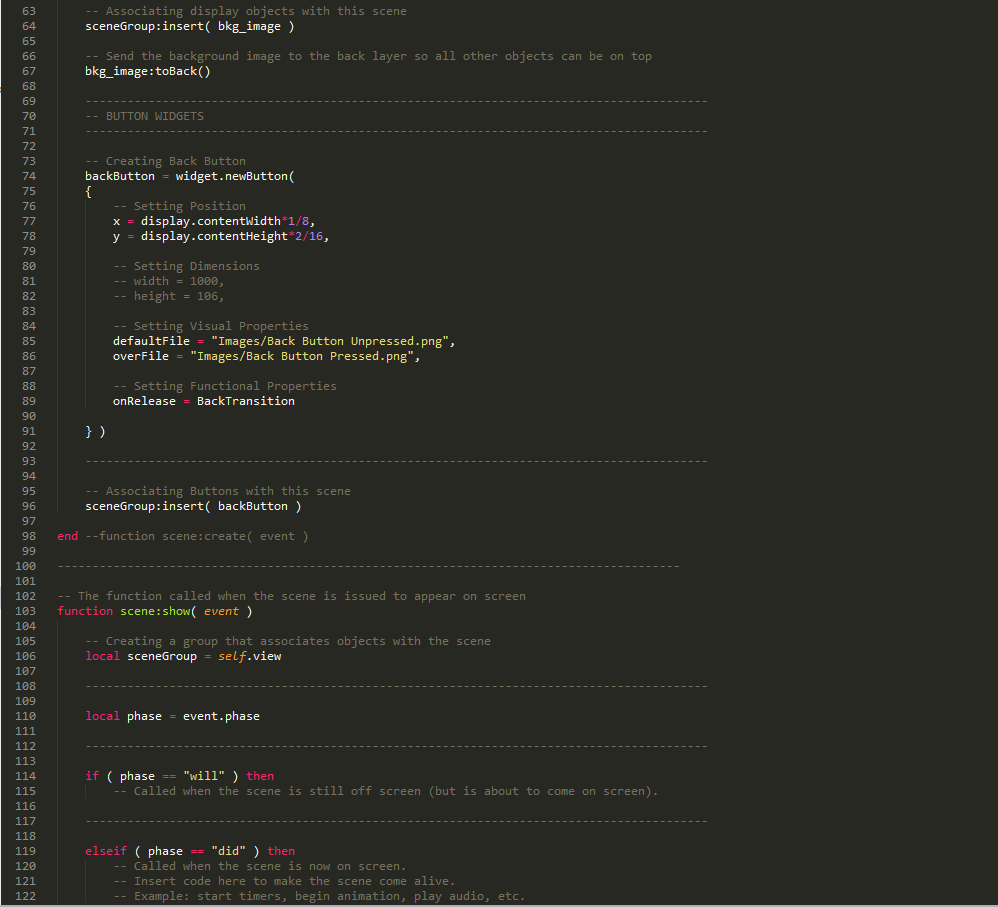 63 -- Associating display objects with this scene
64 sceneGroup:insert( bkg_image )
65
66 -- Send the background image to the back layer so all other objects can be on top
67 bkg_image:toBack()
68
69 -----------------------------------------------------------------------------------------
70 -- BUTTON WIDGETS
71 -----------------------------------------------------------------------------------------
72
73 -- Creating Back Button
74 backButton = widget.newButton(
75 {
76 -- Setting Position
77 x = display.contentWidth*1/8,
78 y = display.contentHeight*2/16,
79
80 -- Setting Dimensions
81 -- width = 1000,
82 -- height = 106,
83
84 -- Setting Visual Properties
85 defaultFile = "Images/Back Button Unpressed.png",
86 overFile = "Images/Back Button Pressed.png",
87
88 -- Setting Functional Properties
89 onRelease = BackTransition
90
91 } )
92
93 -----------------------------------------------------------------------------------------
94
95 -- Associating Buttons with this scene
96 sceneGroup:insert( backButton )
97
98 end --function scene:create( event )
99
100 -----------------------------------------------------------------------------------------
101
102 -- The function called when the scene is issued to appear on screen
103 function scene:show( event )
104
105 -- Creating a group that associates objects with the scene
106 local sceneGroup = self.view
107
108 -----------------------------------------------------------------------------------------
109
110 local phase = event.phase
111
112 -----------------------------------------------------------------------------------------
113
114 if ( phase == "will" ) then
115 -- Called when the scene is still off screen (but is about to come on screen).
116
117 -----------------------------------------------------------------------------------------
118
119 elseif ( phase == "did" ) then
120 -- Called when the scene is now on screen.
121 -- Insert code here to make the scene come alive.
122 -- Example: start timers, begin animation, play audio, etc.